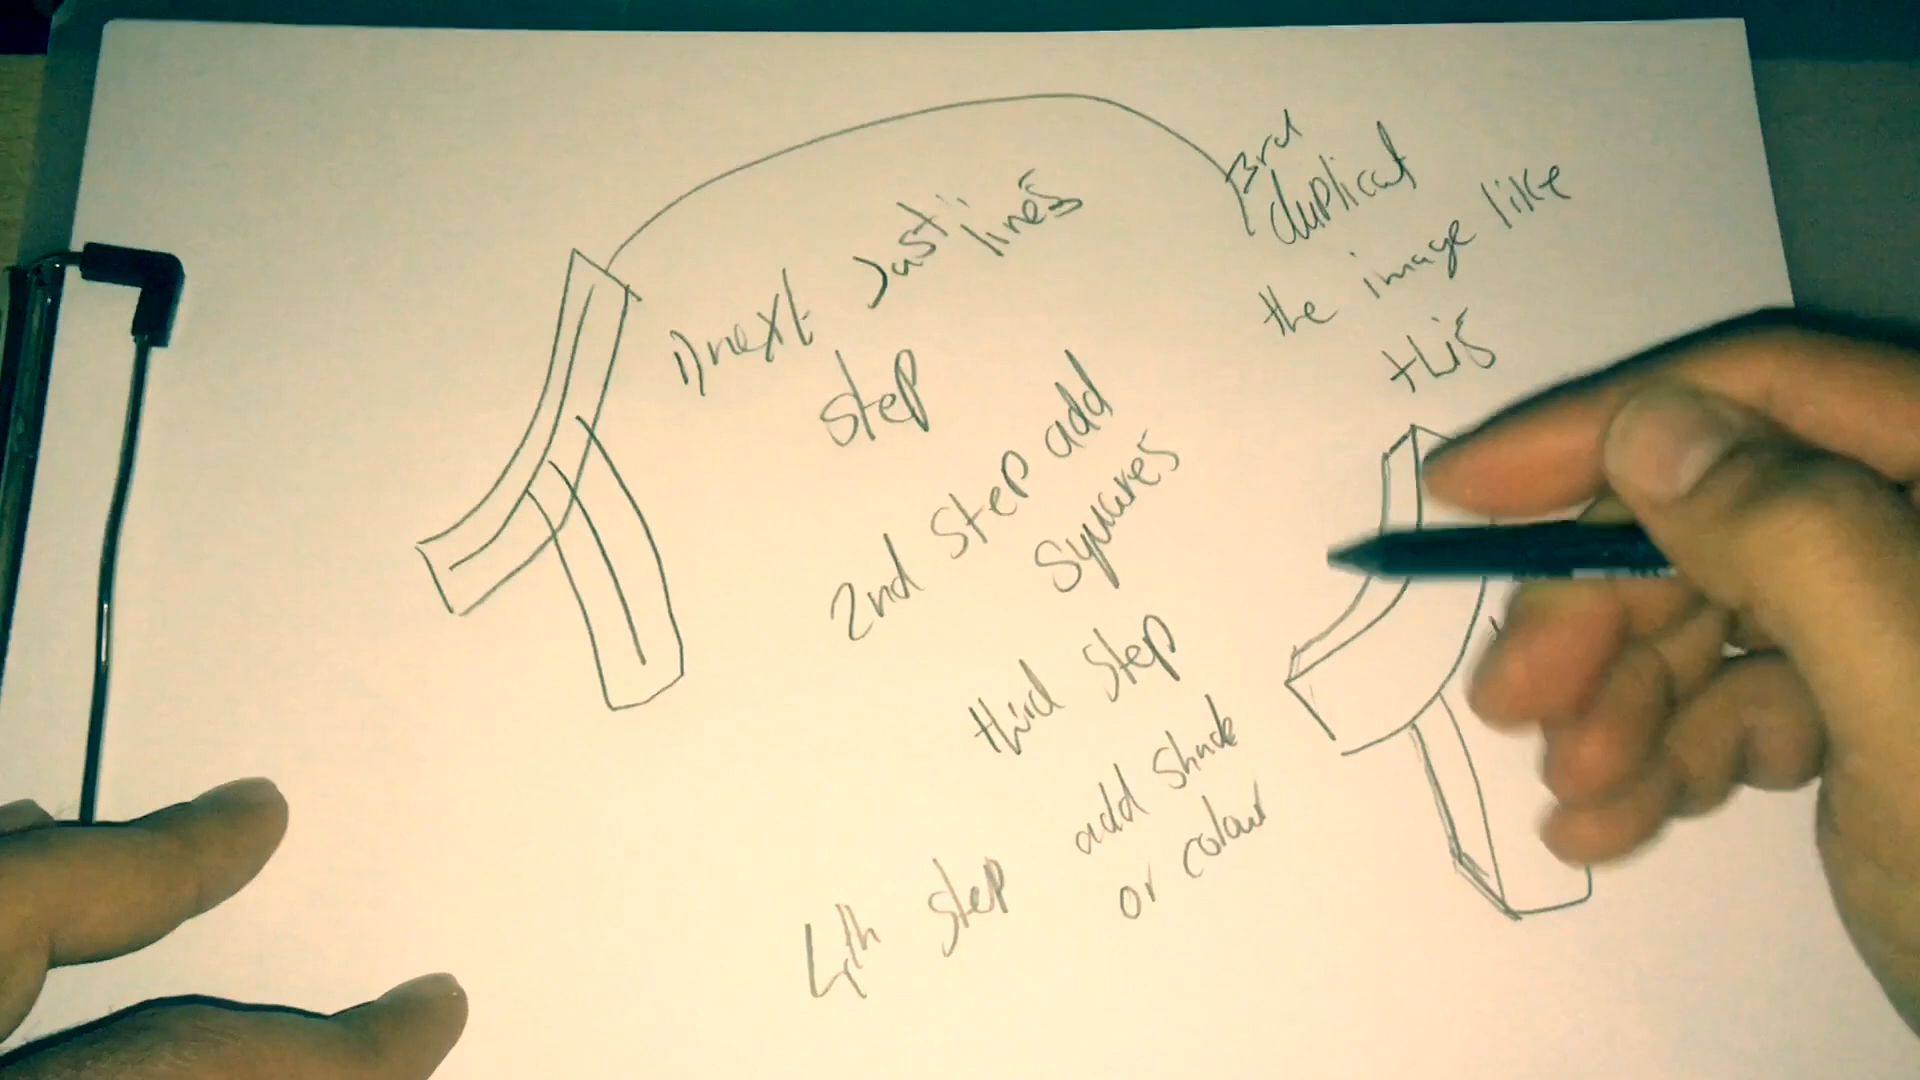 1) next Just lines
step
2nd Step add
Squares
third Step
4th Step add Shade
or colour
3rd
duplicat
the image like
this